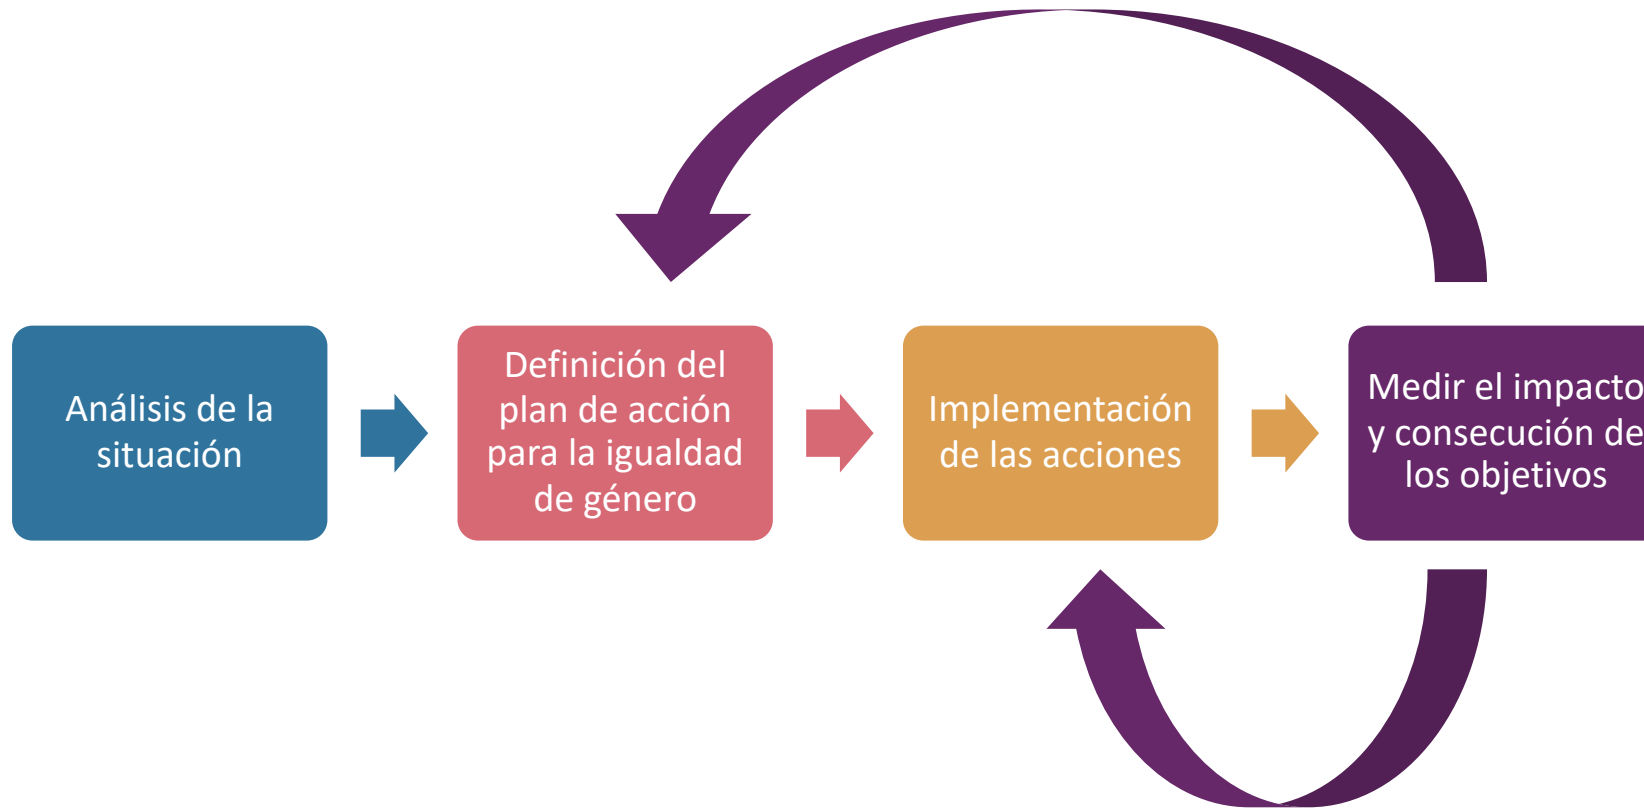 Análisis de la
situación
Definición del
plan de acción
para la igualdad
de género
Implementación
de las acciones
Medir el impacto
y consecución de
los objetivos